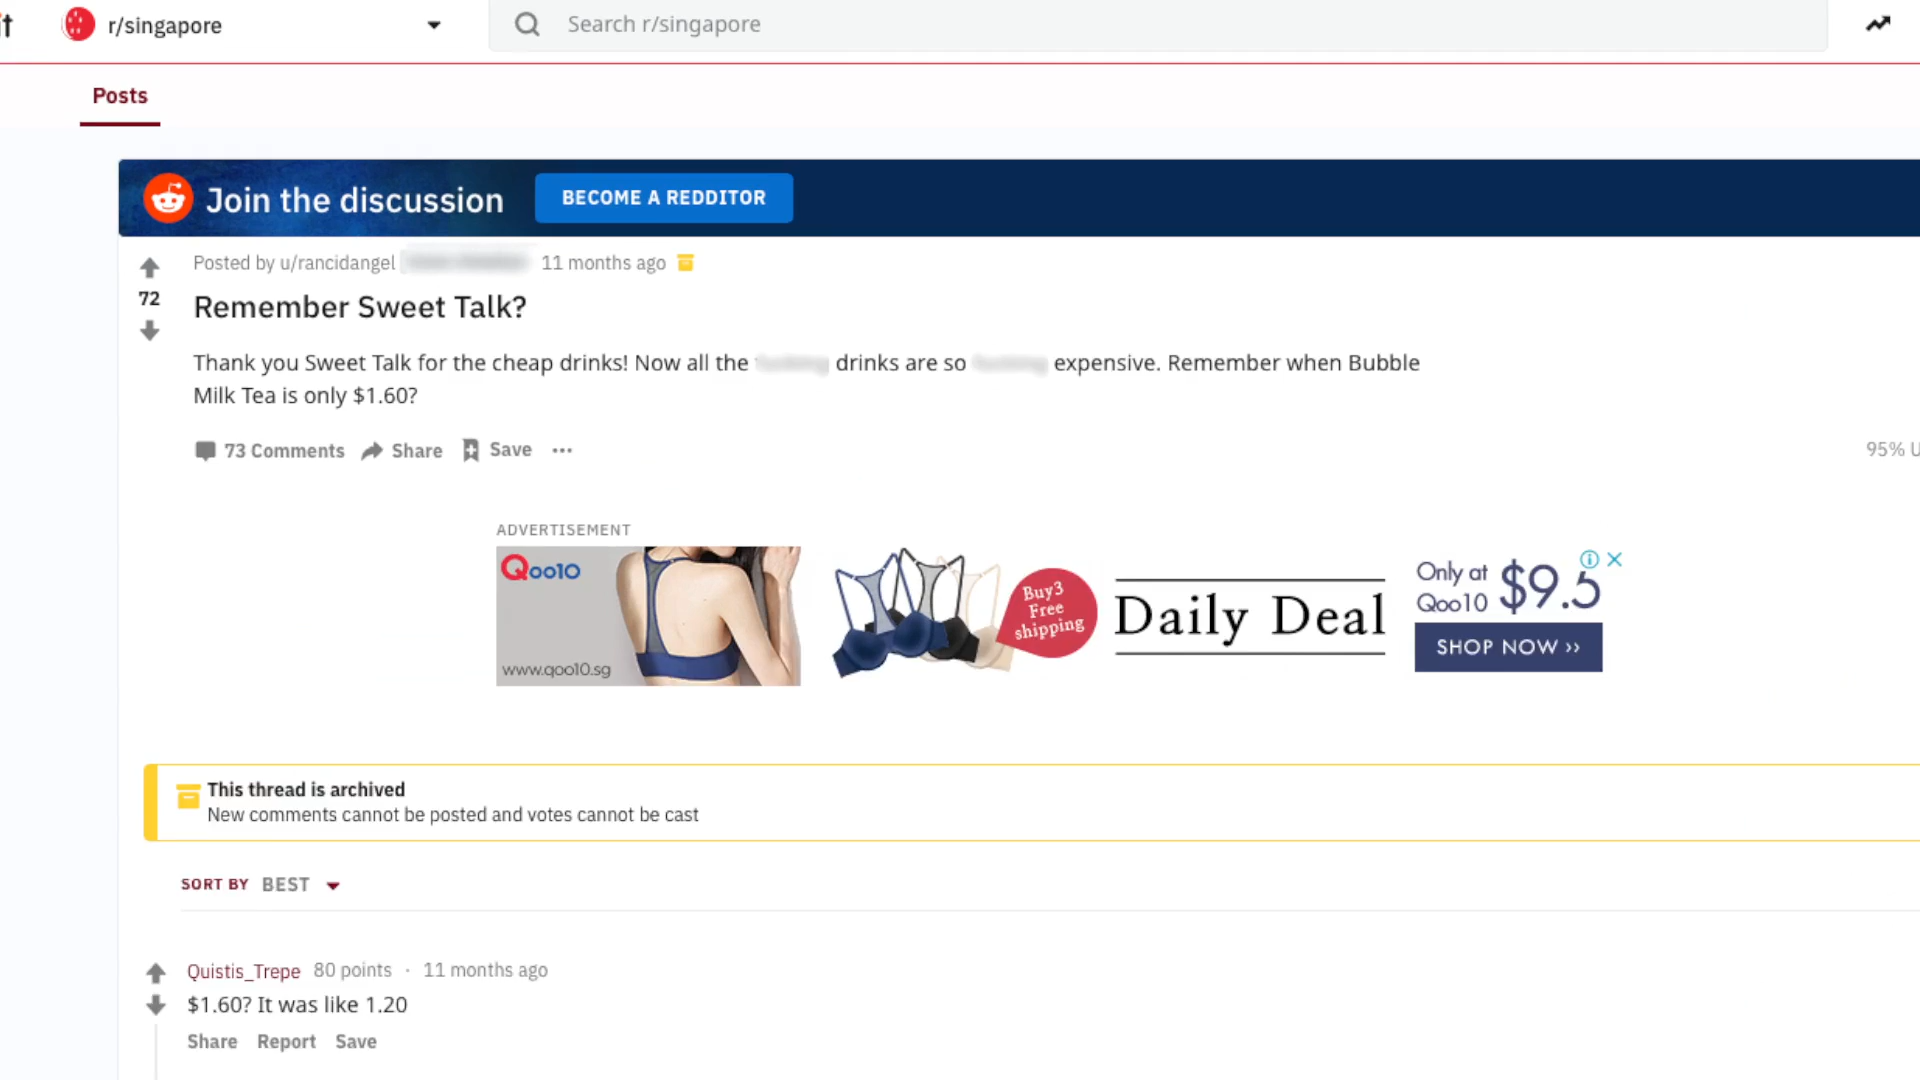 it
r/singapore
Search r/singapore
Posts
Join the discussion
BECOME A REDDITOR
Posted by u/rancidangel 11 months ago
72
Remember Sweet Talk?
Thank you Sweet Talk for the cheap drinks! Now all the drinks are so expensive. Remember when Bubble
Milk Tea is only $1.60?
73 Comments Share Save
95% U
ADVERTISEMENT
Qoo10
www.qoo10.sg
Buy3
Free
shipping
Daily Deal
Only at
Qoo10
$9.5
SHOP NOW ››
This thread is archived
New comments cannot be posted and votes cannot be cast
SORT BY BEST
Quistis_Trepe 80 points · 11 months ago
$1.60? It was like 1.20
Share Report Save